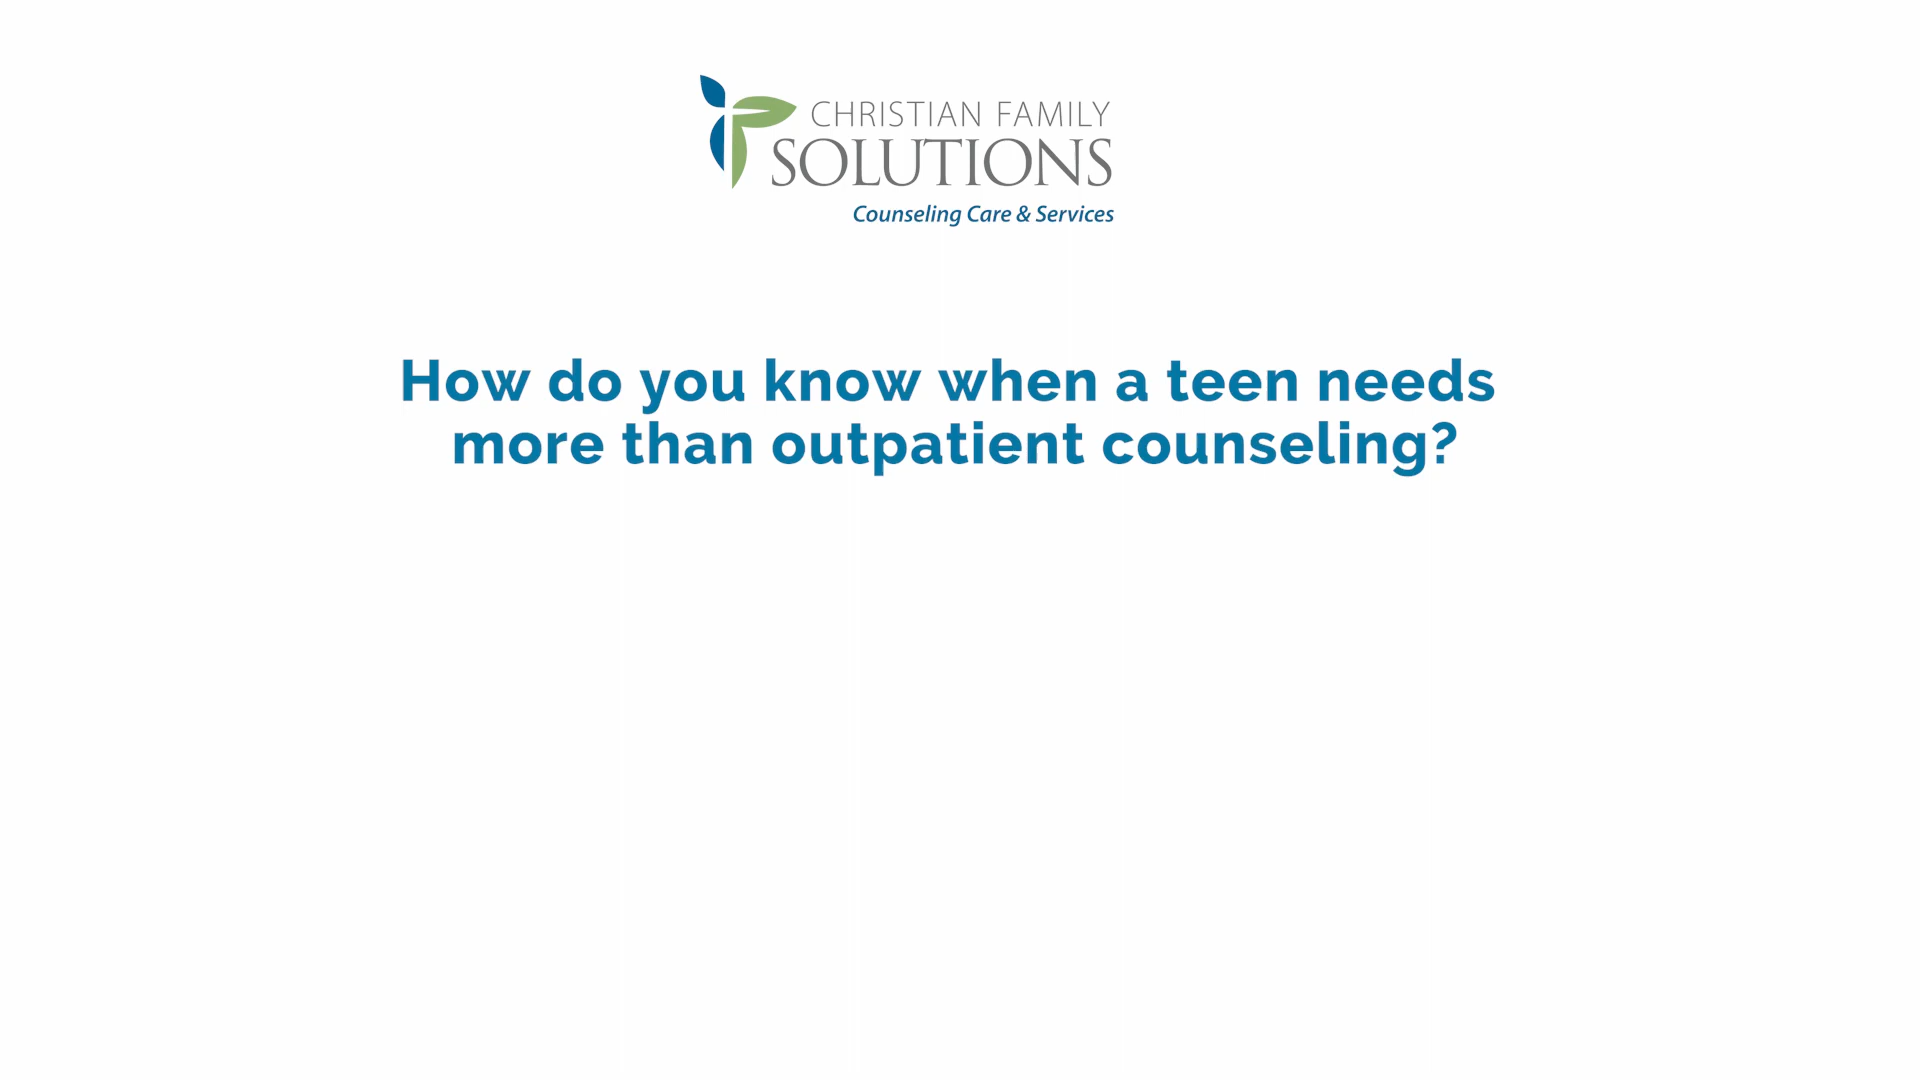 CHRISTIAN FAMILY
SOLUTIONS
Counseling Care & Services
How do you know when a teen needs
more than outpatient counseling?